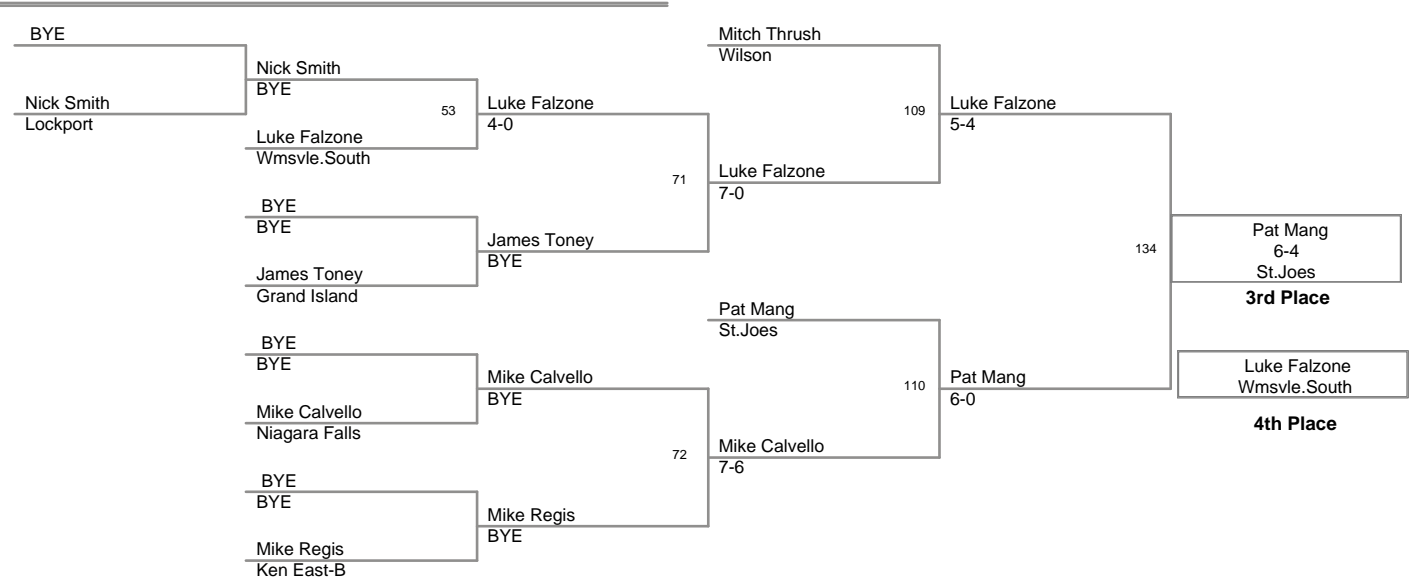 BYE
Nick Smith
Lockport
Nick Smith
BYE
53
Luke Falzone
Wmsvle.South
BYE
BYE
James Toney
Grand Island
BYE
BYE
Mike Calvello
Niagara Falls
BYE
BYE
Mike Regis
Ken East-B
Luke Falzone
4-0
71
James Toney
BYE
Mike Calvello
BYE
72
Mike Regis
BYE
Mitch Thrush
Wilson
109
Luke Falzone
7-0
Pat Mang
St.Joes
110
Mike Calvello
7-6
Luke Falzone
5-4
134
Pat Mang
6-0
Pat Mang
6-4
St.Joes
3rd Place
Luke Falzone
Wmsvle.South
4th Place